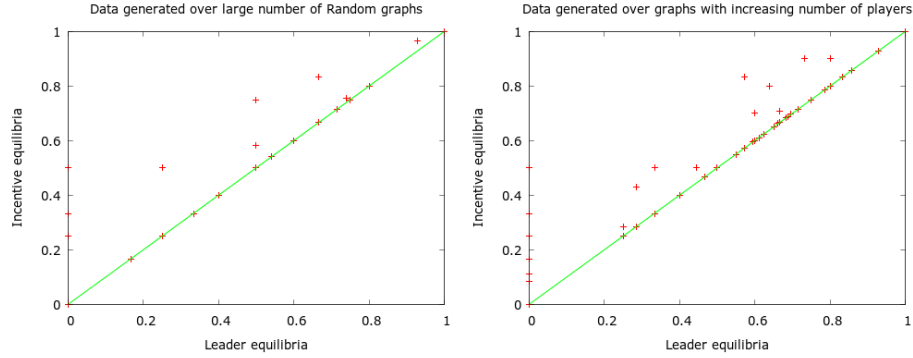 Data generated over large number of Random graphs
1
0.8
0.6
0.4
0.2
0
Incentive equilibria
0 0.2 0.4 0.6 0.8 1
Leader equilibria
Data generated over graphs with increasing number of players
1
0.8
0.6
0.4
0.2
0
Incentive equilibria
0 0.2 0.4 0.6 0.8 1
Leader equilibria